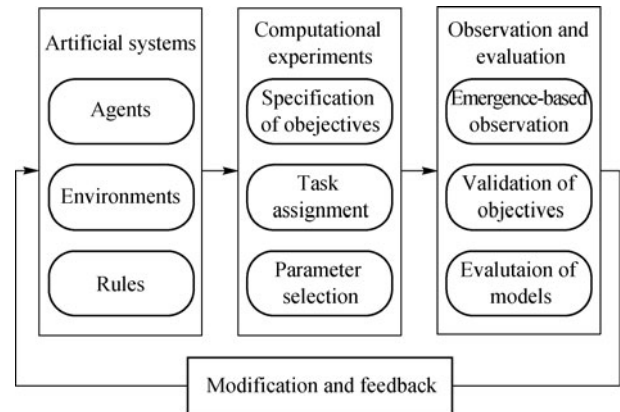 Artificial systems
Agents
Environments
Rules
Computational
experiments
Specification
of obejectives
Task
assignment
Parameter
selection
Observation and
evaluation
Emergence-based
observation
Validation of
objectives
Evalutaion of
models
Modification and feedback